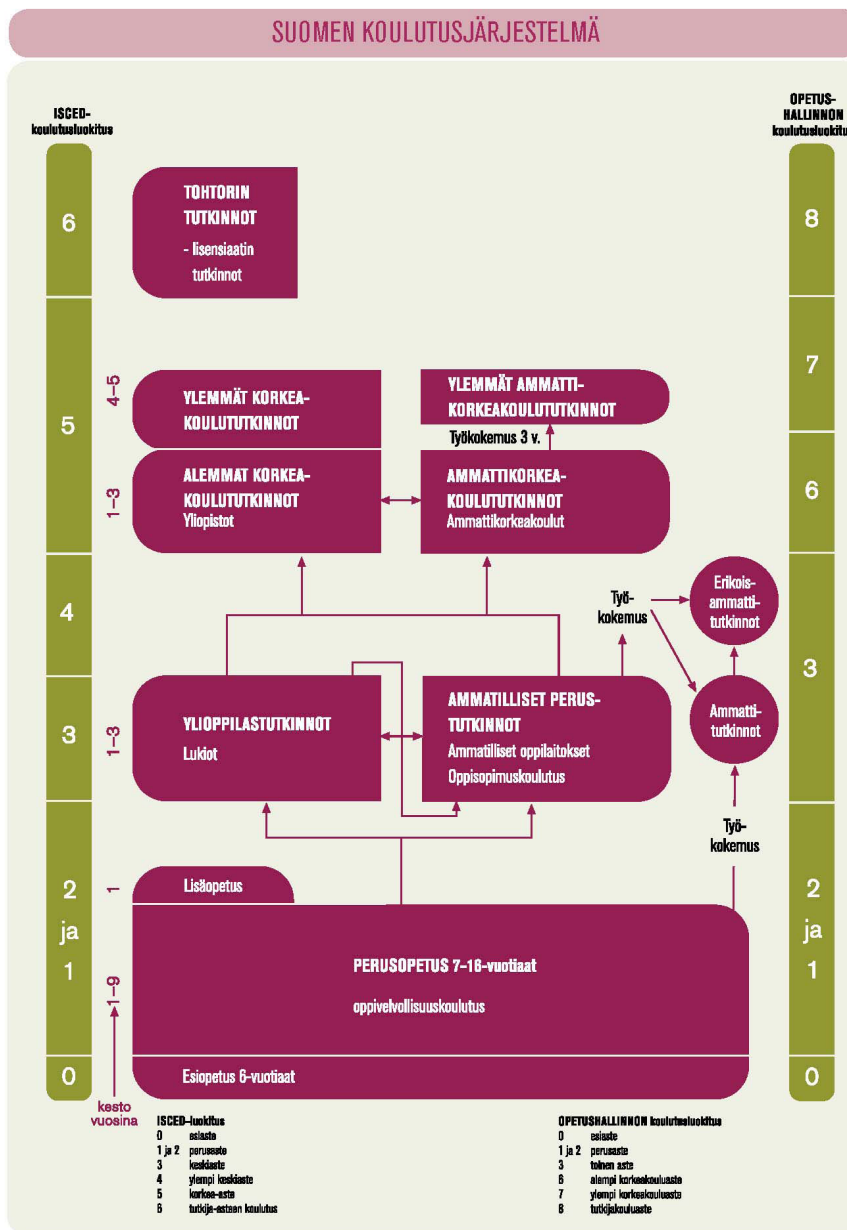 SUOMEN KOULUTUSJÄRJESTELMÄ
ISCED-
koulutusluokitus
OPETUS-
HALLINNON
koulutusluokitus
6
5
4
3
2
ja
1
0
8
7
6
3
2
ja
1
0
4–5
1–3
1–3
1
1–9
kesto
vuosina
TOHTORIN
TUTKINNOT
- lisensiaatin
tutkinnot
YLEMMÄT KORKEA-
KOULUTUTKINNOT
YLEMMÄT AMMATTI-
KORKEAKOULUTUTKINNOT
Työkokemus 3 v.
ALEMMAT KORKEA-
KOULUTUTKINNOT
Yliopistot
AMMATTIKORKEA-
KOULUTUTKINNOT
Ammattikorkeakoulut
Työ-
kokemus
Erikois-
ammatti-
tutkinnot
YLIOPPILASTUTKINNOT
Lukiot
AMMATILLISET PERUS-
TUTKINNOT
Ammatilliset oppilaitokset
Oppisopimuskoulutus
Ammatti-
tutkinnot
Työ-
kokemus
Lisäopetus
PERUSOPETUS 7–16-vuotiaat
oppivelvollisuuskoulutus
Esiopetus 6-vuotiaat
ISCED-luokitus
0 esiaste
1 ja 2 perusaste
3 keskiaste
4 ylempi keskiaste
5 korkea-aste
6 tutkija-asteen koulutus
OPETUSHALLINNON koulutusluokitus
0 esiaste
1 ja 2 perusaste
3 toinen aste
6 alempi korkeakouluaste
7 ylempi korkeakouluaste
8 tutkijakouluaste